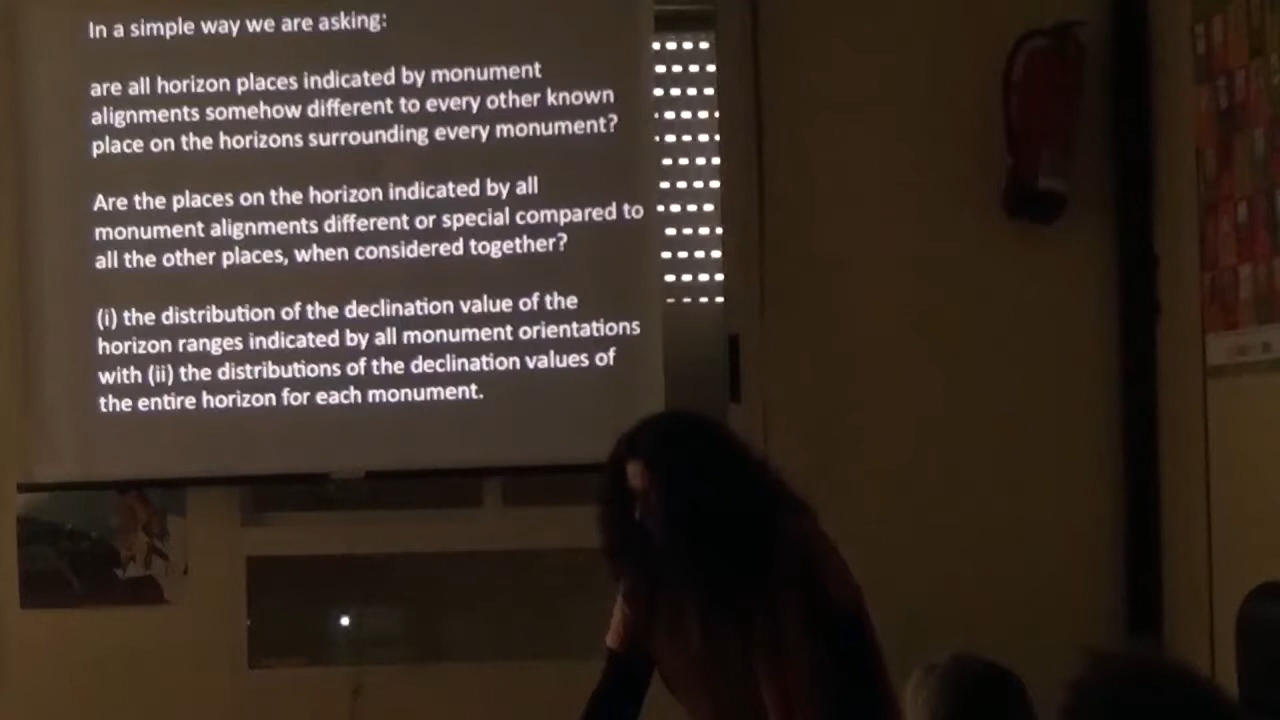 In a simple way we are asking:
are all horizon places indicated by monument
alignments somehow different to every other known
place on the horizons surrounding every monument?
Are the places on the horizon indicated by all
monument alignments different or special compared to
all the other places, when considered together?
(i) the distribution of the declination value of the
horizon ranges indicated by all monument orientations
with (ii) the distributions of the declination values of
the entire horizon for each monument.